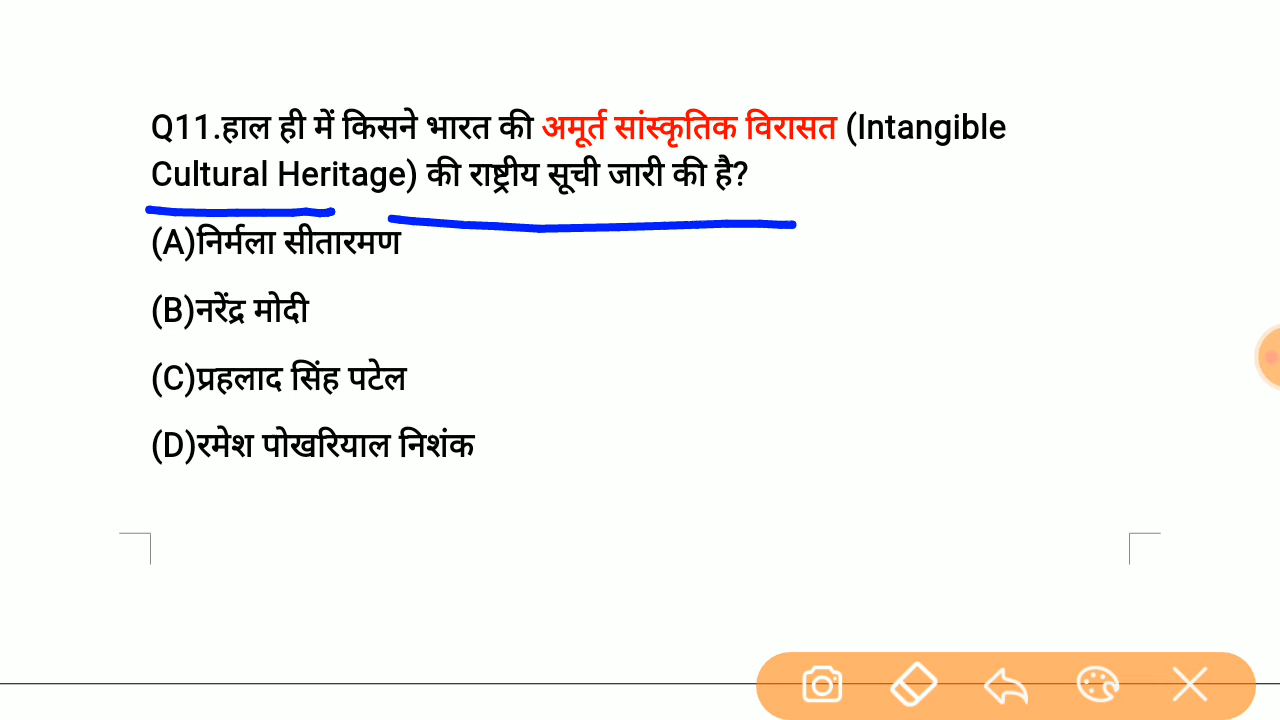 Q11.हाल ही में किसने भारत की अमूर्त सांस्कृतिक विरासत (Intangible
Cultural Heritage) की राष्ट्रीय सूची जारी की है?
(A)निर्मला सीतारमण
(B)नरेंद्र मोदी
(C)प्रहलाद सिंह पटेल
(D)रमेश पोखरियाल निशंक